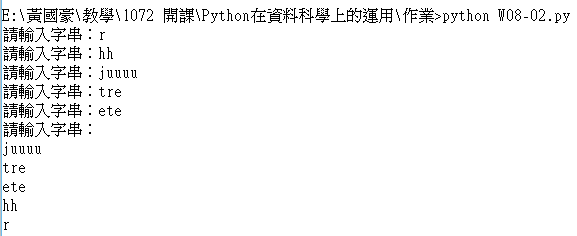 E:\黃國豪\教學\1072 開課\Python在資料科學上的運用\作業>python W08-02.py
請輸入字串：r
請輸入字串：hh
請輸入字串：juuuu
請輸入字串：tre
請輸入字串：ete
請輸入字串：
juuuu
tre
ete
hh
r